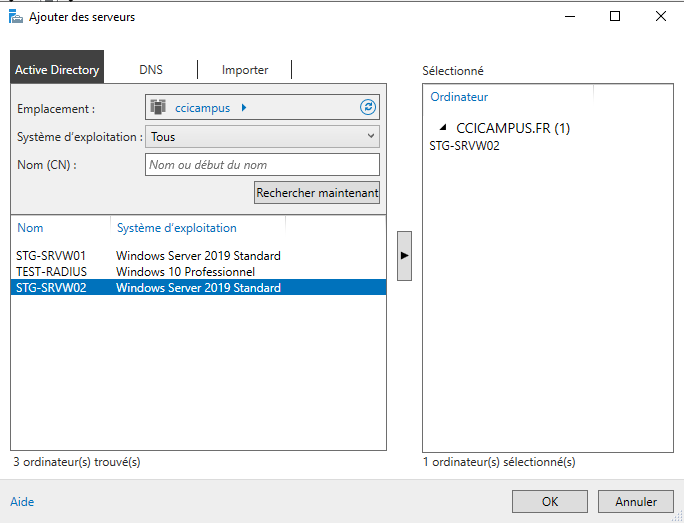 Ajouter des serveurs
Active Directory
DNS
Importer
Emplacement :
ccicampus
Système d'exploitation :
Tous
Nom (CN) :
Nom ou début du nom
Rechercher maintenant
Nom
Système d'exploitation
STG-SRVW01
Windows Server 2019 Standard
TEST-RADIUS
Windows 10 Professionnel
STG-SRVW02
Windows Server 2019 Standard
3 ordinateur(s) trouvé(s)
Sélectionné
Ordinateur
CCICAMPUS.FR (1)
STG-SRVW02
1 ordinateur(s) sélectionné(s)
Aide
OK
Annuler